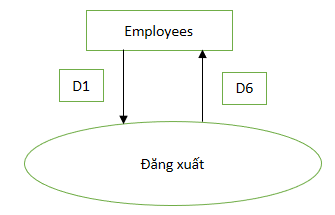 Employees
D1
D6
Đăng xuất